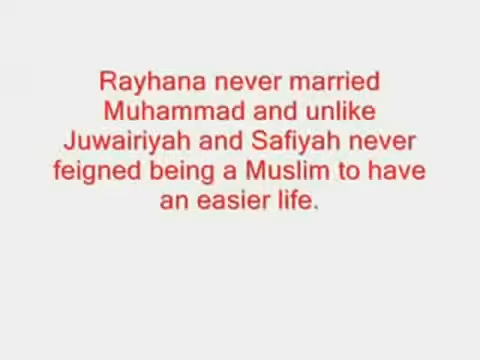 Rayhana never married
Muhammad and unlike
Juwairiyah and Safiyah never
feigned being a Muslim to have
an easier life.